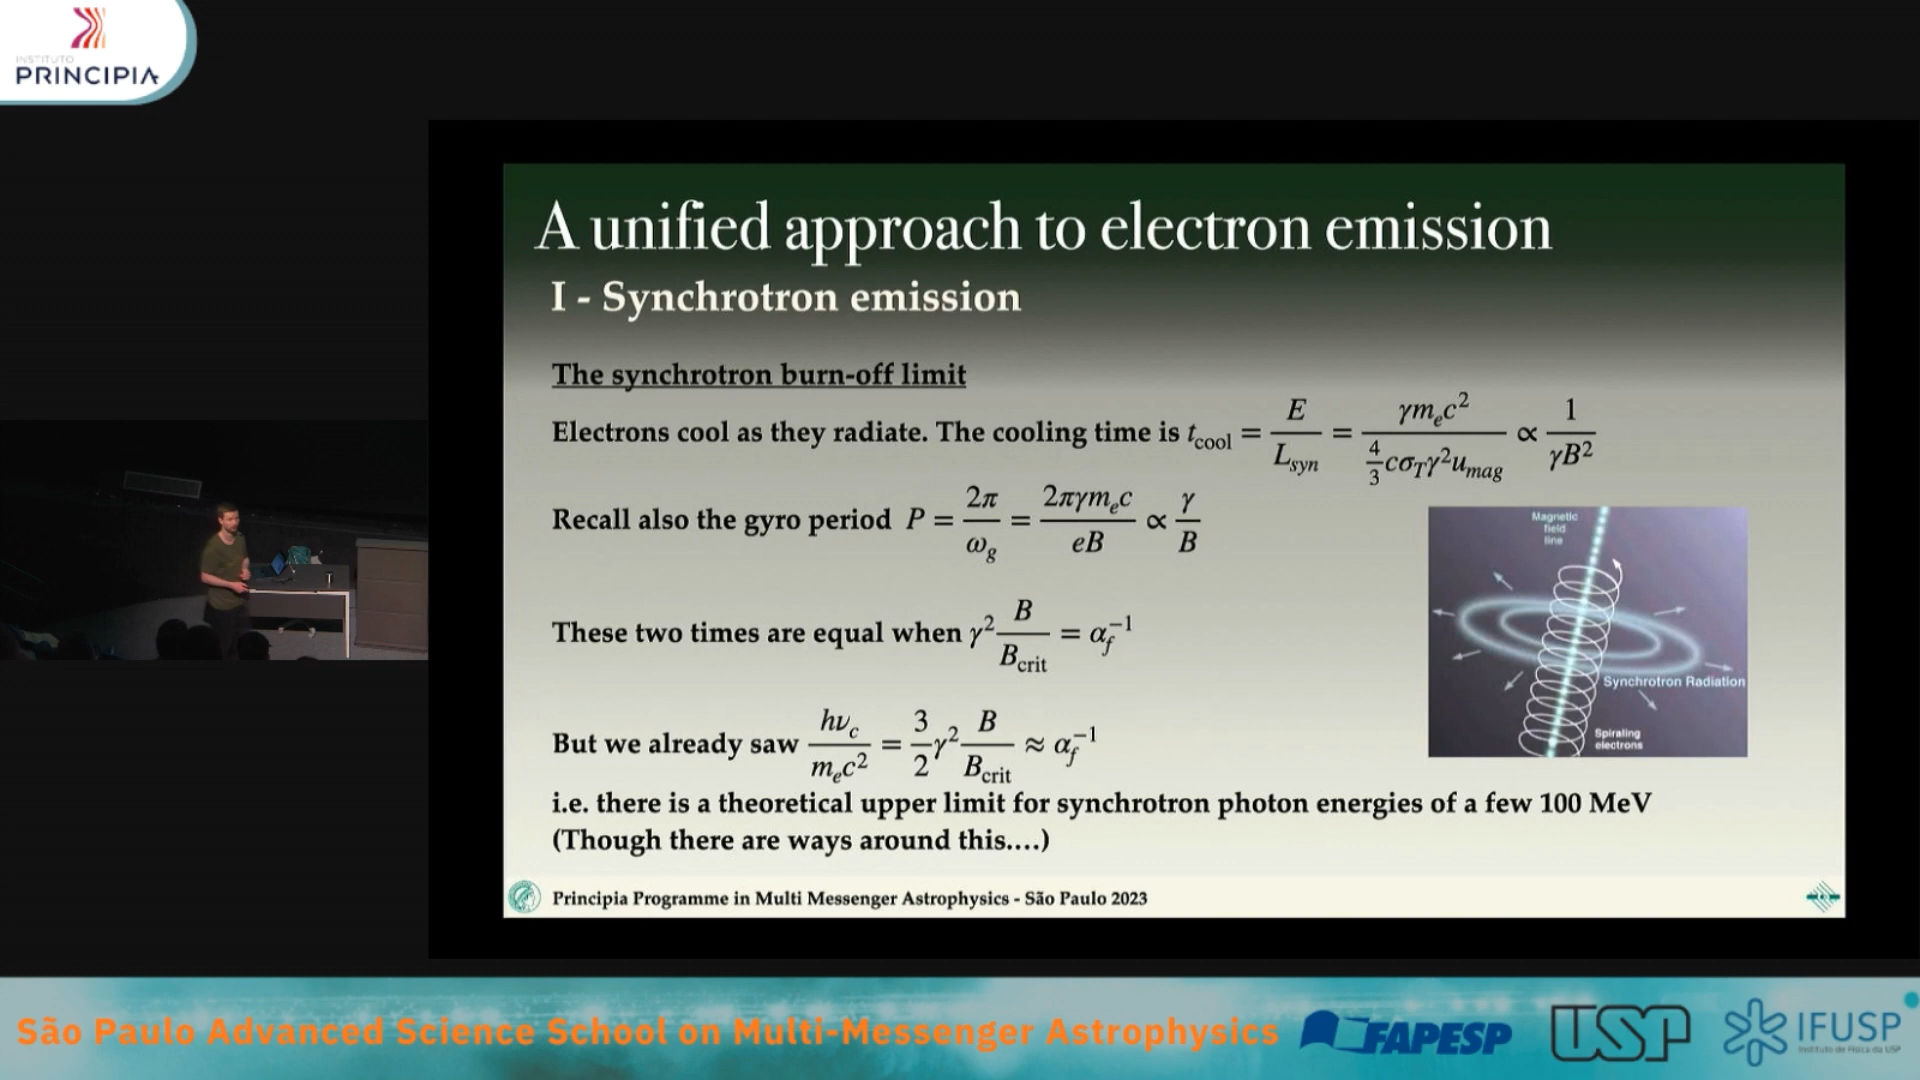 INSTITUTO
PRINCIPIA
A unified approach to electron emission
I - Synchrotron emission
The synchrotron burn-off limit
Electrons cool as they radiate. The cooling time is t_cool = E / L_syn = γm_ec² / (4/3 cσ_Tγ²u_mag) ∝ 1 / γB²
Recall also the gyro period P = 2π / ω_g = 2πγm_ec / eB ∝ γ / B
These two times are equal when γ² B / B_crit = α_f⁻¹
But we already saw hν_c / m_ec² = 3/2 γ² B / B_crit ≈ α_f⁻¹
i.e. there is a theoretical upper limit for synchrotron photon energies of a few 100 MeV
(Though there are ways around this....)
Magnetic
field
line
Synchrotron Radiation
Spiraling
electrons
Principia Programme in Multi Messenger Astrophysics - São Paulo 2023
São Paulo Advanced Science School on Multi-Messenger Astrophysics
FAPESP
USP
IFUSP
Instituto de Física da USP